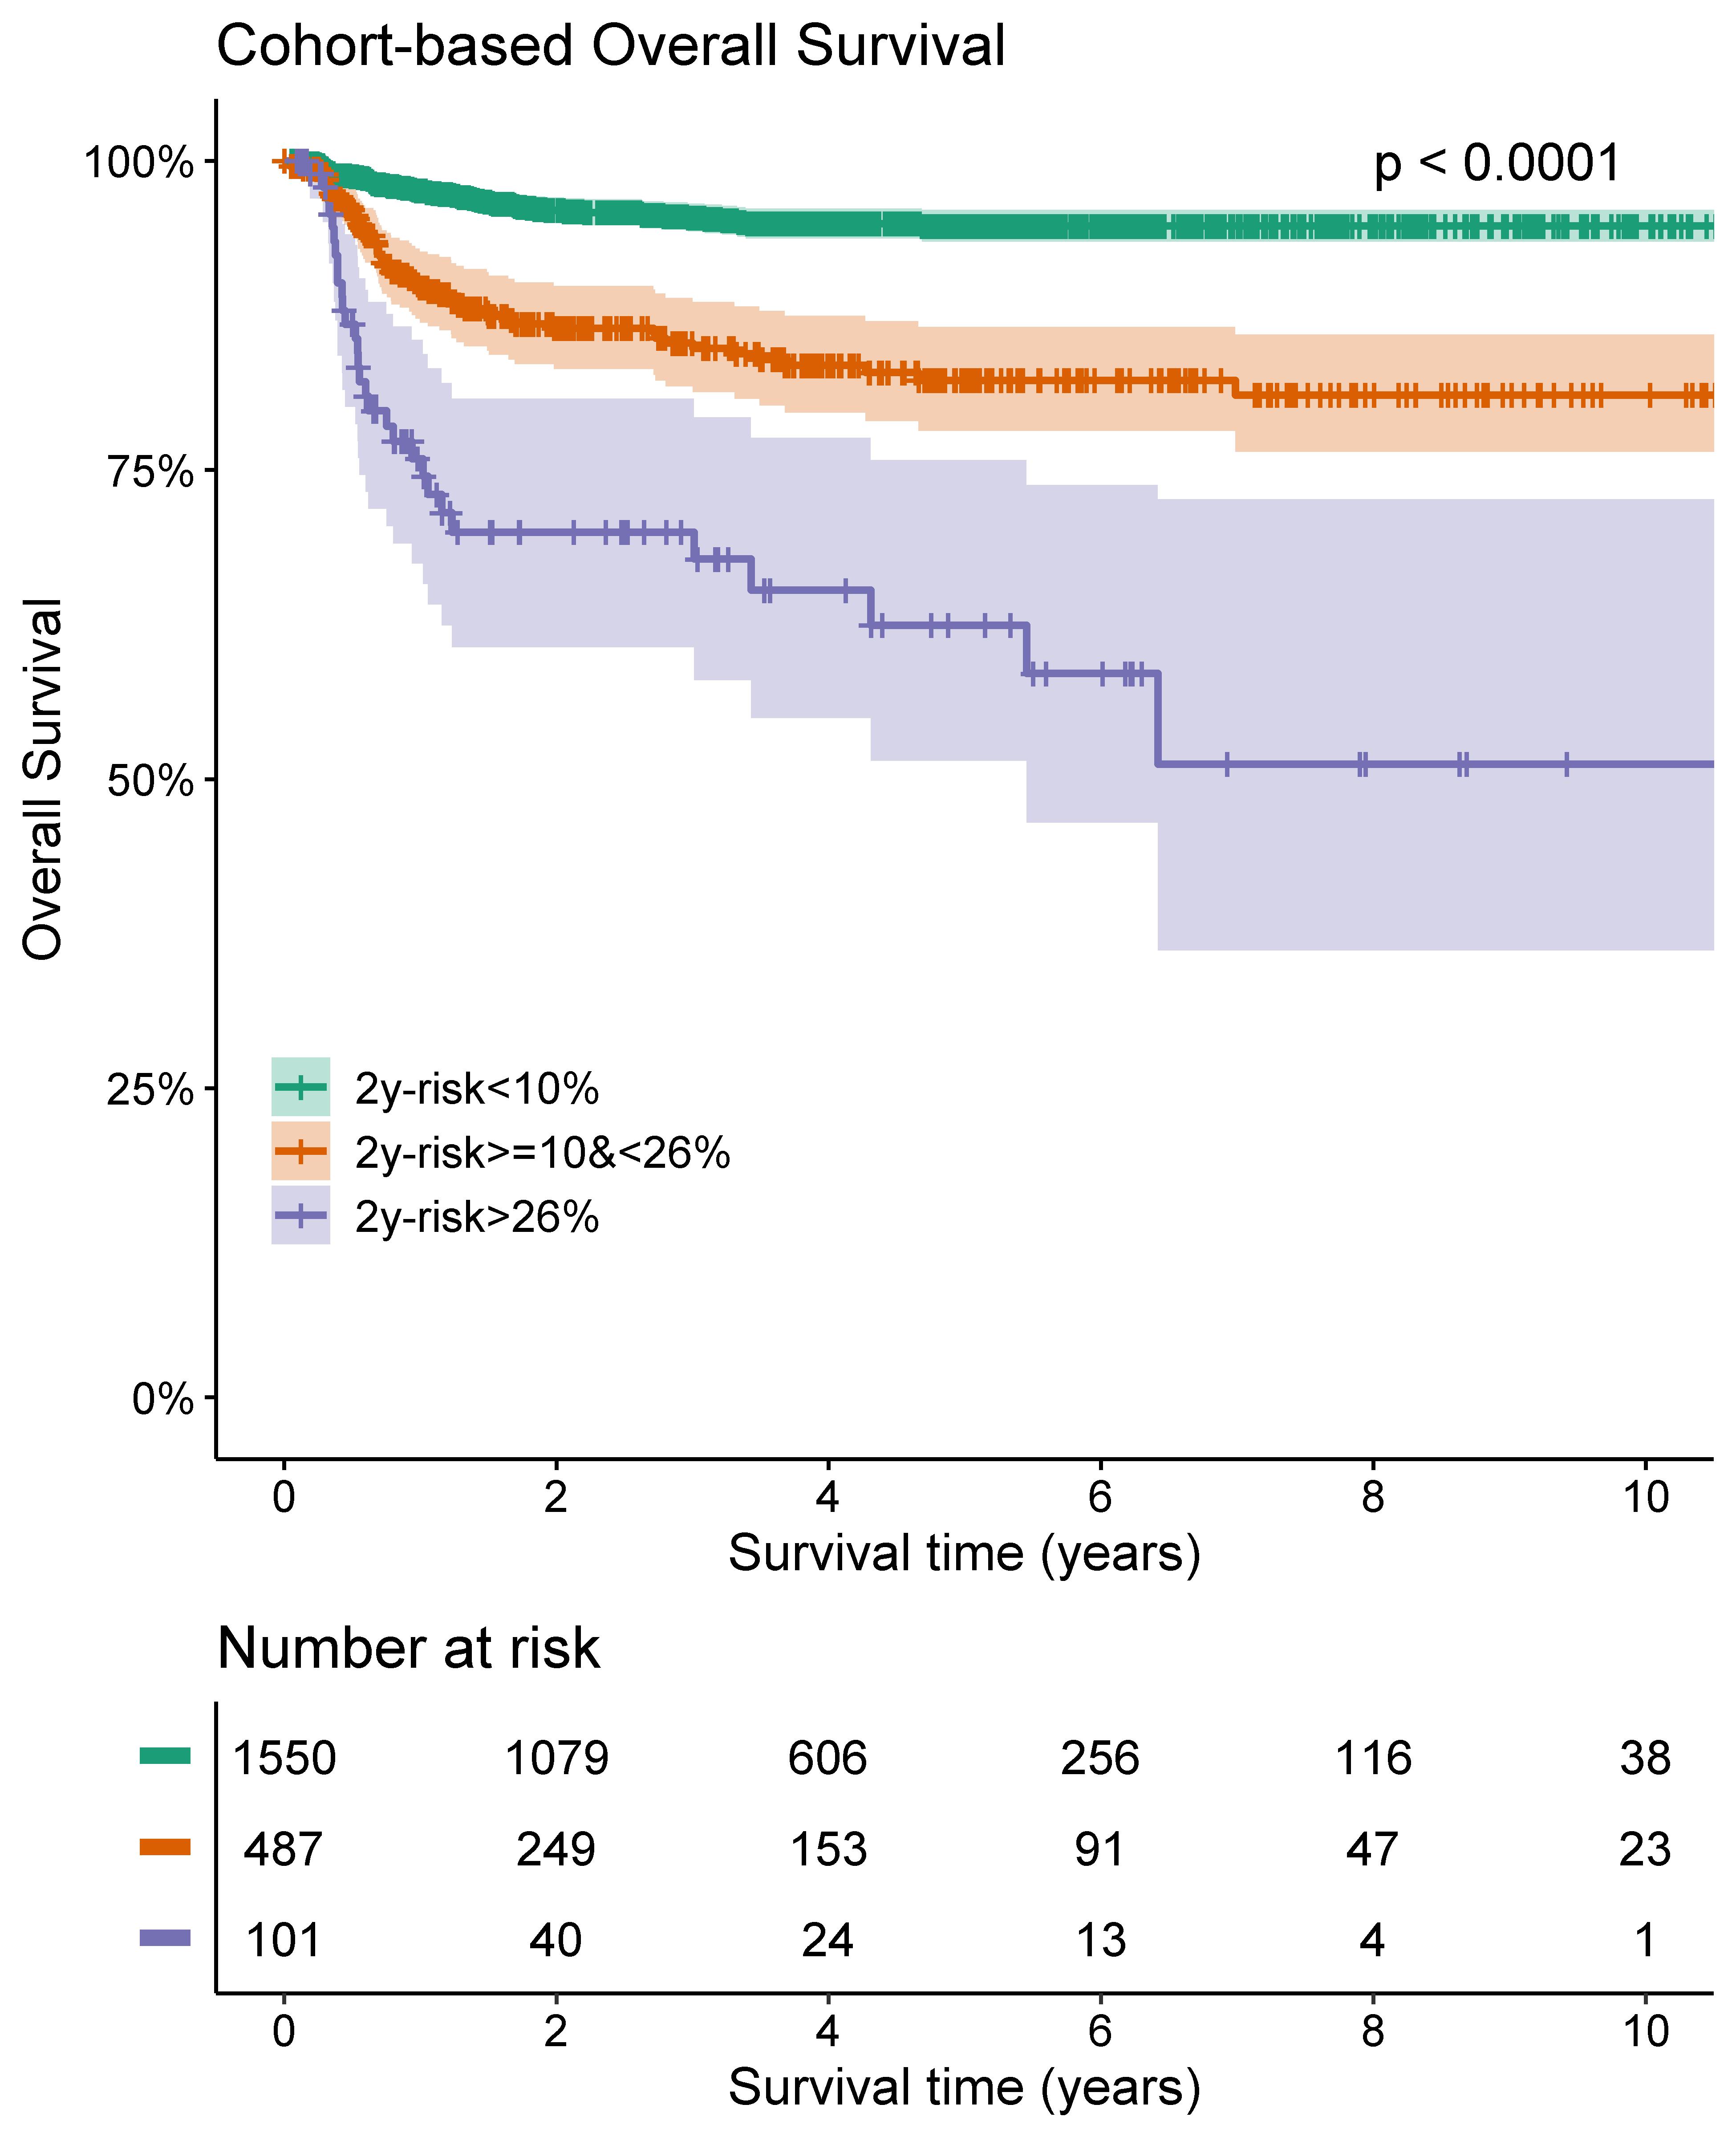 Cohort-based Overall Survival
p < 0.0001
100%
75%
50%
25%
0%
Overall Survival
2y-risk<10%
2y-risk>=10&<26%
2y-risk>26%
0 2 4 6 8 10
Survival time (years)
Number at risk
1550 1079 606 256 116 38
487 249 153 91 47 23
101 40 24 13 4 1
0 2 4 6 8 10
Survival time (years)